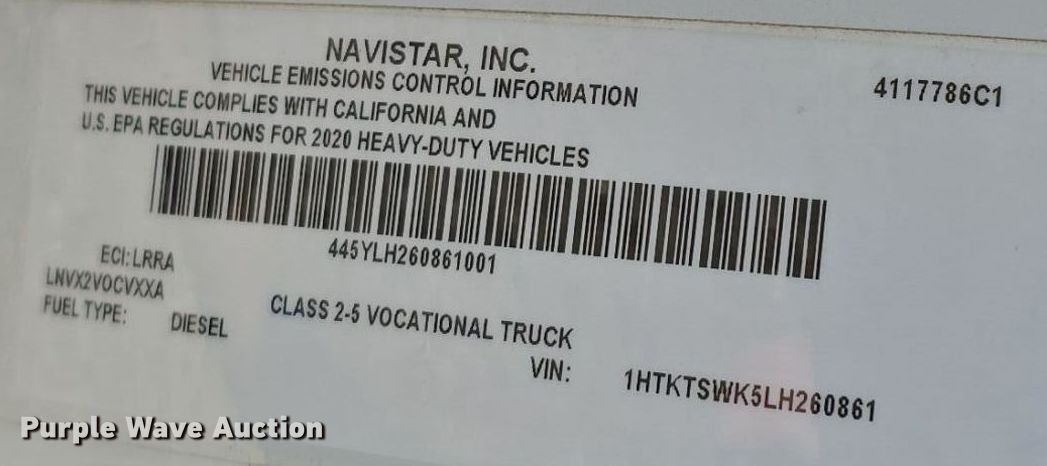 NAVISTAR, INC.
VEHICLE EMISSIONS CONTROL INFORMATION
4117786C1
THIS VEHICLE COMPLIES WITH CALIFORNIA AND
U.S. EPA REGULATIONS FOR 2020 HEAVY-DUTY VEHICLES
445YLH260861001
ECI: LRRA
LNVX2VOCVXXA
FUEL TYPE: DIESEL
CLASS 2-5 VOCATIONAL TRUCK
VIN: 1HTKTSWK5LH260861
Purple Wave Auction